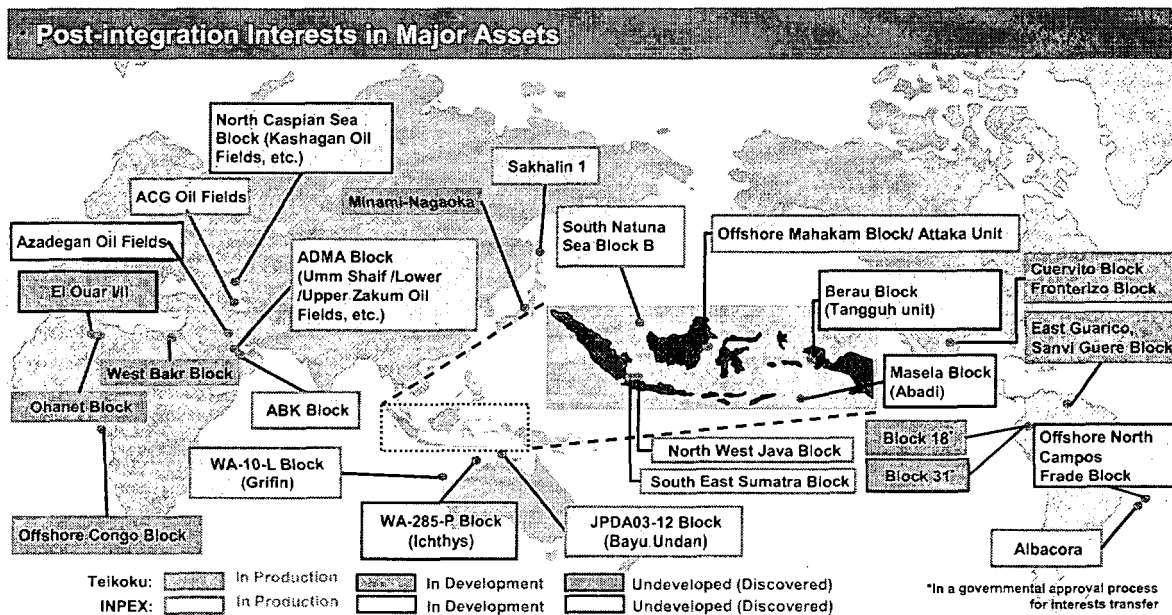 Post-integration Interests in Major Assets
North Caspian Sea
Block (Kashagan Oil
Fields, etc.)
Sakhalin 1
ACG Oil Fields
Minami-Nagaoka
South Natuna
Sea Block B
Offshore Mahakam Block/ Attaka Unit
Azadegan Oil Fields
ADMA Block
(Umm Shaif /Lower
/Upper Zakum Oil
Fields, etc.)
El Ouar I/II
Cuervito Block
Fronterizo Block
Berau Block
(Tangguh unit)
East Guarico,
Sanvi Guere Block
West Bakr Block
Masela Block
(Abadi)
Ohanet Block
ABK Block
Block 18*
Offshore North
Campos
Frade Block
North West Java Block
WA-10-L Block
(Grifin)
Block 31*
South East Sumatra Block
WA-285-P Block
(Ichthys)
JPDA03-12 Block
(Bayu Undan)
Offshore Congo Block
Albacora
Teikoku: In Production In Development Undeveloped (Discovered)
INPEX: In Production In Development Undeveloped (Discovered)
*In a governmental approval process
for interests transfer